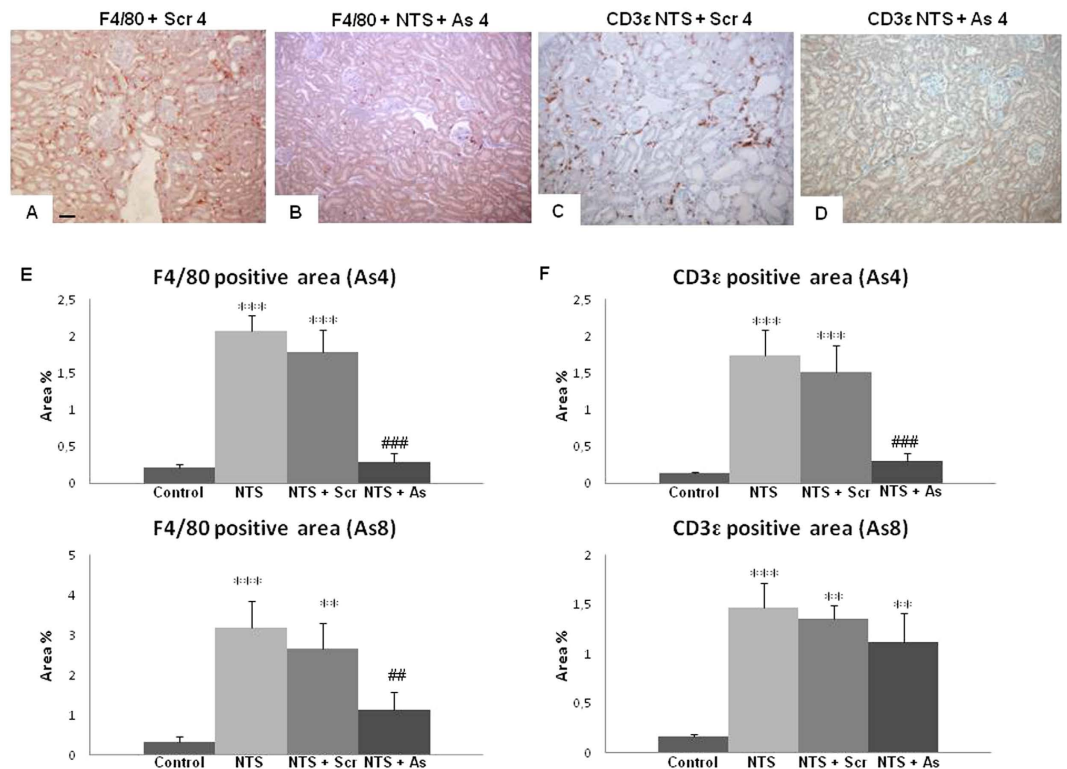 F4/80 + Scr 4
F4/80 + NTS + As 4
CD3ε NTS + Scr 4
CD3ε NTS + As 4
A
B
C
D
E
F4/80 positive area (As4)
2,5
2
1,5
1
0,5
0
Area %
***
***
###
Control
NTS
NTS + Scr
NTS + As
F
CD3ε positive area (As4)
2,5
2
1,5
1
0,5
0
Area %
***
***
###
Control
NTS
NTS + Scr
NTS + As
F4/80 positive area (As8)
5
4
3
2
1
0
Area %
***
**
##
Control
NTS
NTS + Scr
NTS + As
CD3ε positive area (As8)
2
1,5
1
0,5
0
Area %
***
**
**
Control
NTS
NTS + Scr
NTS + As